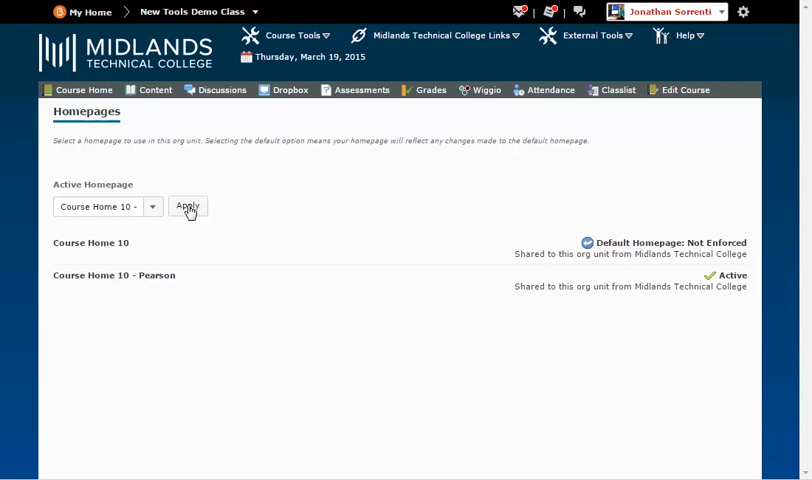 My Home
New Tools Demo Class
Jonathan Sorrenti
MIDLANDS
TECHNICAL COLLEGE
Course Tools
Midlands Technical College Links
External Tools
Help
Thursday, March 19, 2015
Course Home
Content
Discussions
Dropbox
Assessments
Grades
Wiggio
Attendance
Classlist
Edit Course
Homepages
Select a homepage to use in this org unit. Selecting the default option means your homepage will reflect any changes made to the default homepage.
Active Homepage
Course Home 10 -
Apply
Course Home 10
Default Homepage: Not Enforced
Shared to this org unit from Midlands Technical College
Course Home 10 - Pearson
Active
Shared to this org unit from Midlands Technical College